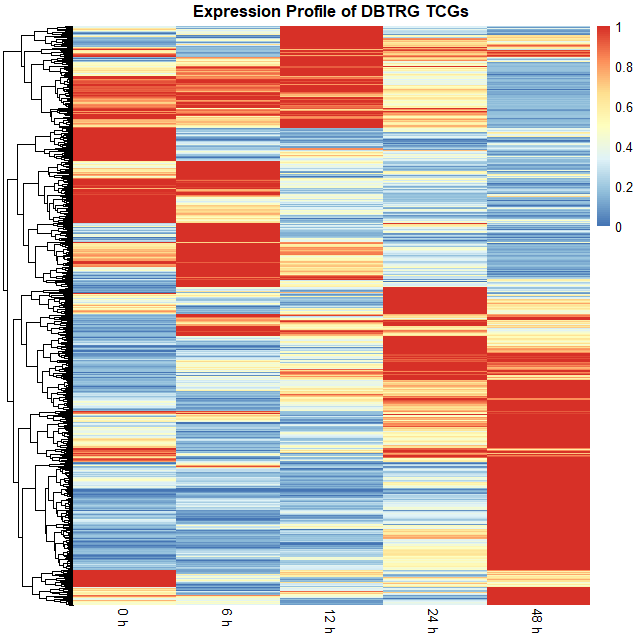 Expression Profile of DBTRG TCGs
1
0.8
0.6
0.4
0.2
0
0 h
6 h
12 h
24 h
48 h